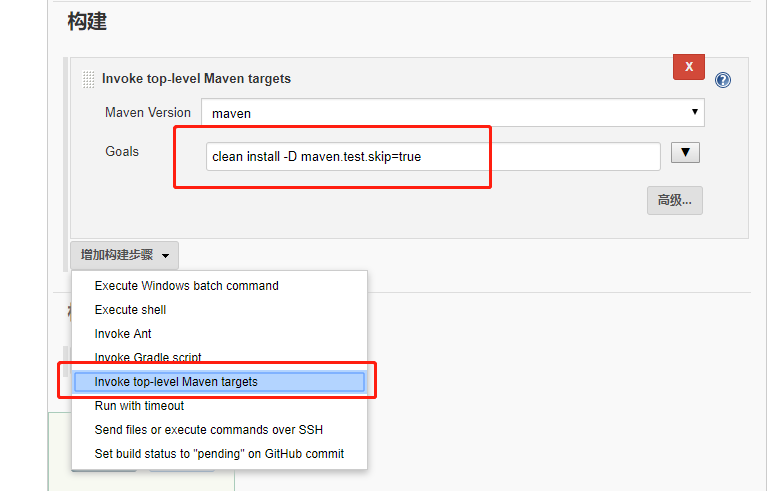 构建
Invoke top-level Maven targets
X
?
Maven Version
maven
Goals
clean install -D maven.test.skip=true
高级...
增加构建步骤
Execute Windows batch command
Execute shell
Invoke Ant
Invoke Gradle script
Invoke top-level Maven targets
Run with timeout
Send files or execute commands over SSH
Set build status to "pending" on GitHub commit